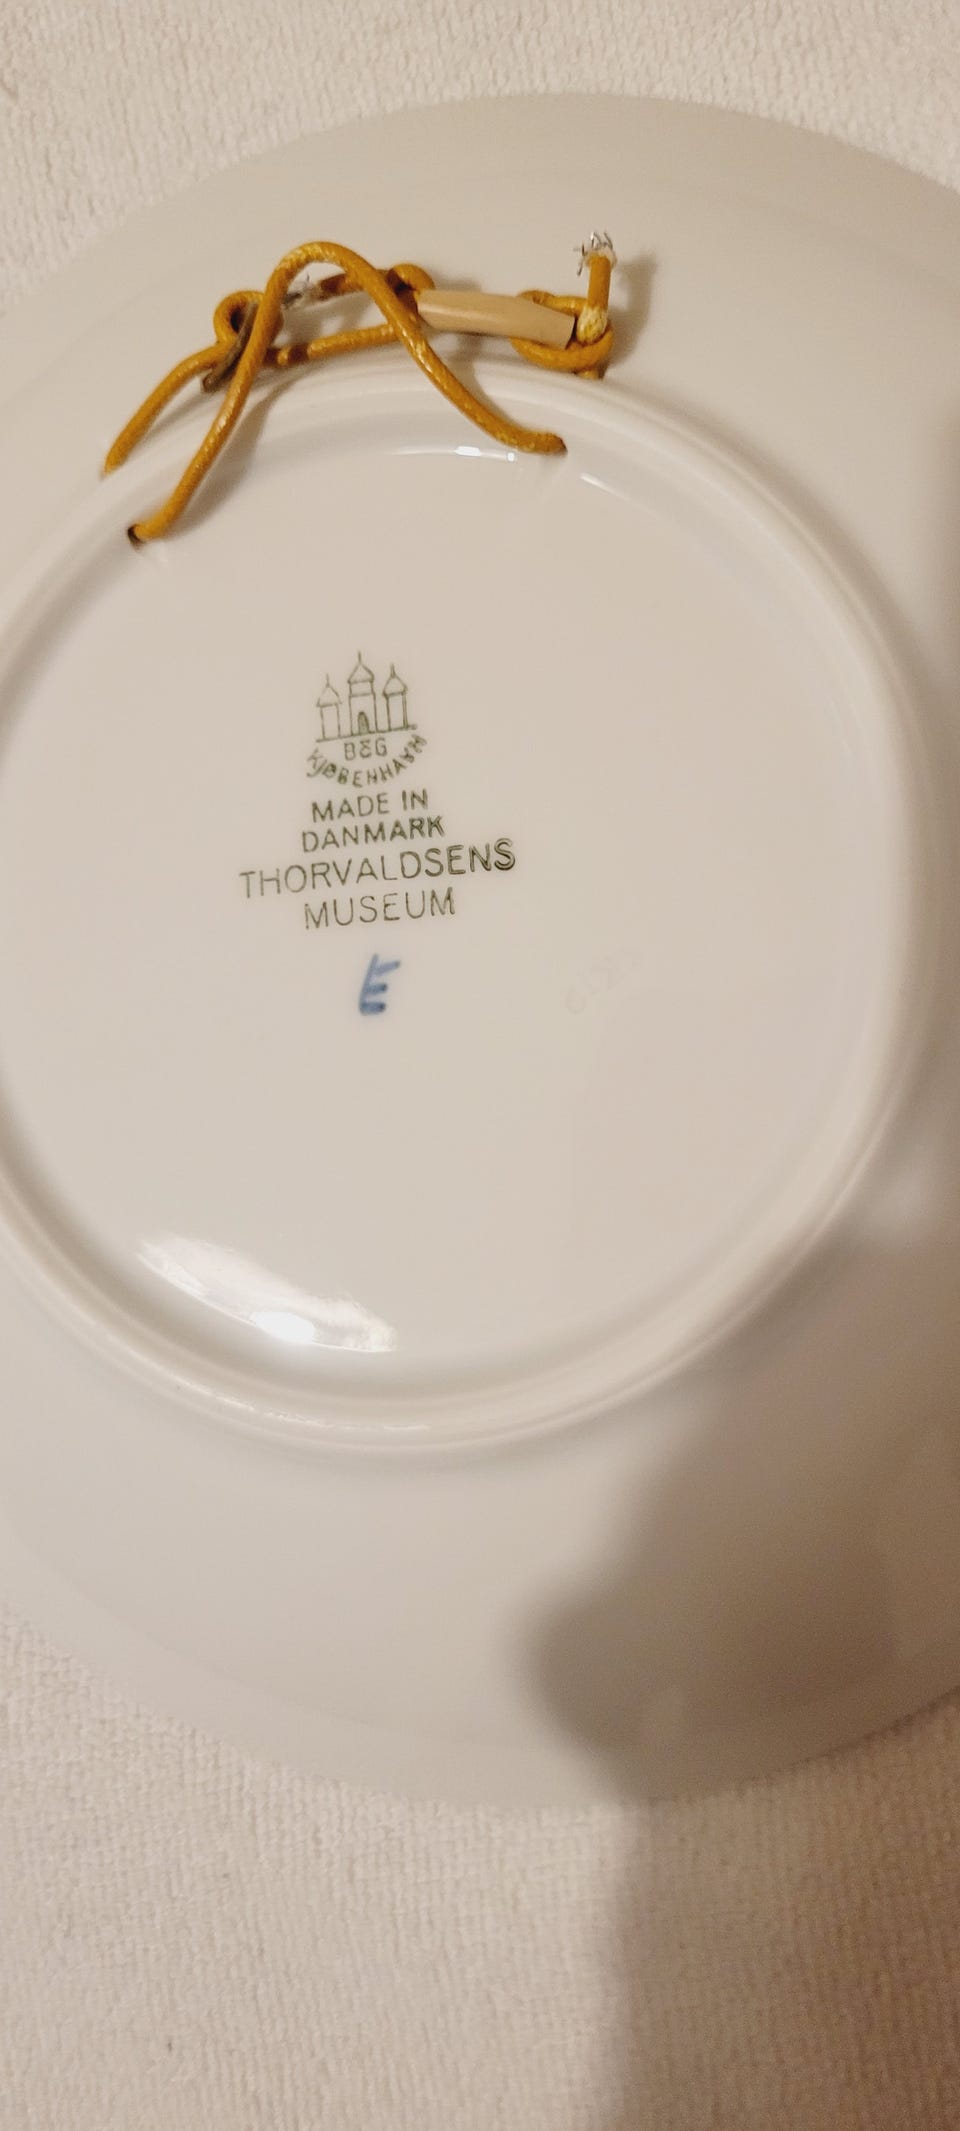 B&G
KJØBENHAVN
MADE IN
DANMARK
THORVALDSENS
MUSEUM
E